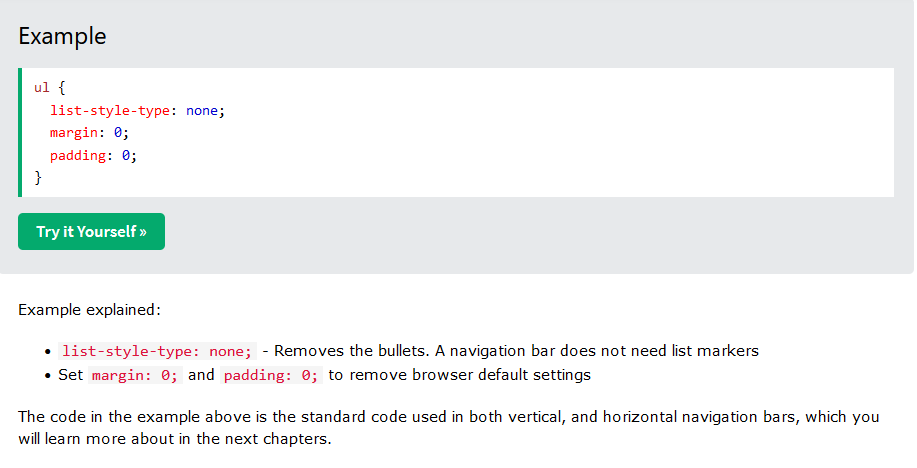 Example
ul {
  list-style-type: none;
  margin: 0;
  padding: 0;
}
Try it Yourself »
Example explained:
• list-style-type: none; - Removes the bullets. A navigation bar does not need list markers
• Set margin: 0; and padding: 0; to remove browser default settings
The code in the example above is the standard code used in both vertical, and horizontal navigation bars, which you
will learn more about in the next chapters.